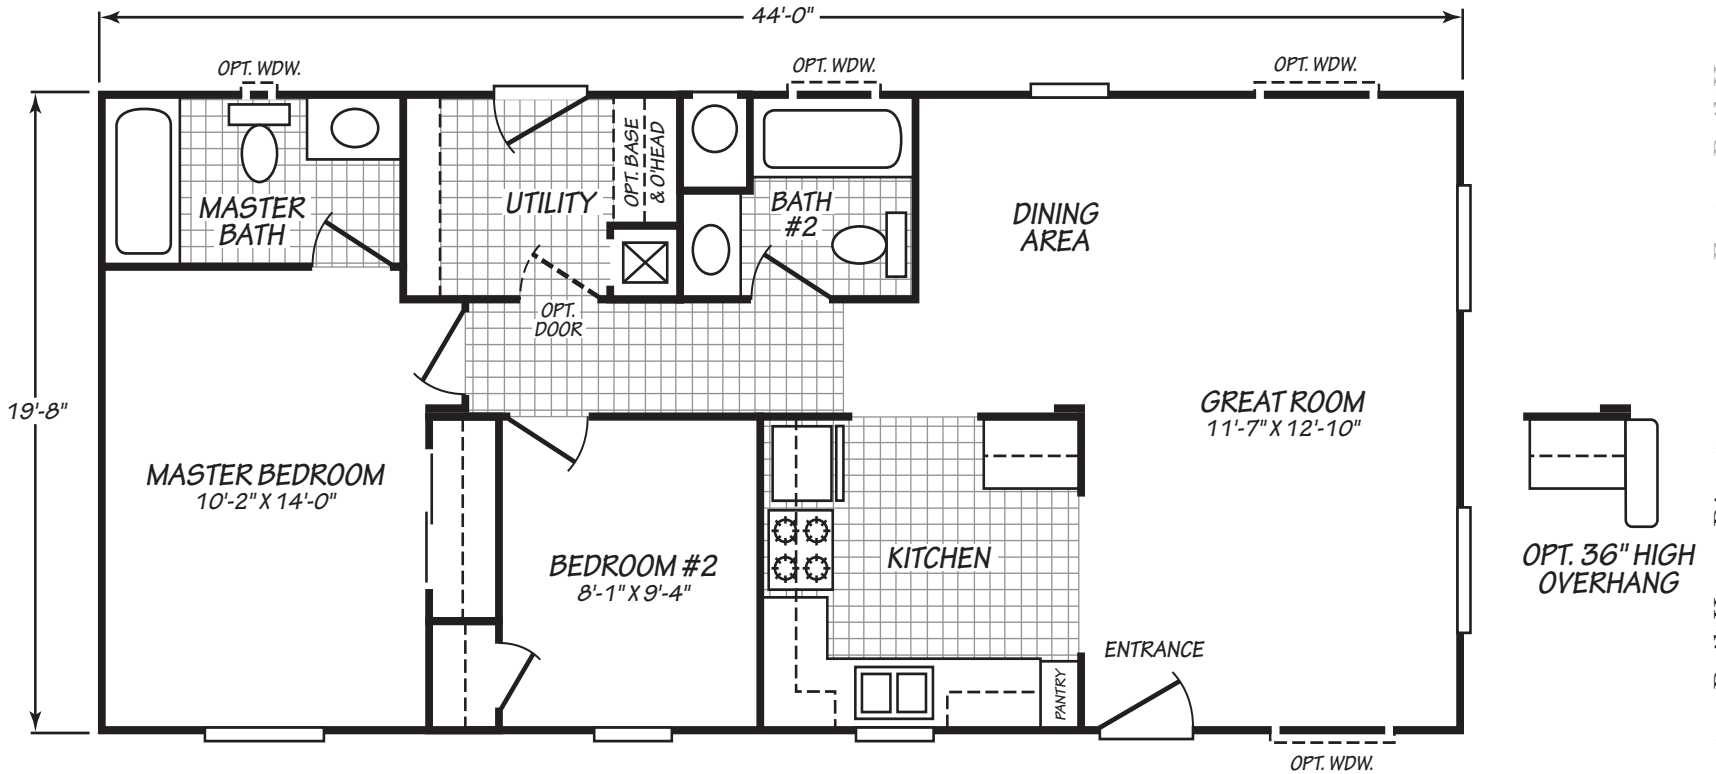 44'-0"
OPT. WDW.
OPT. WDW.
OPT. WDW.
OPT. BASE
& O'HEAD
MASTER
BATH
UTILITY
BATH
#2
DINING
AREA
OPT.
DOOR
19'-8"
GREAT ROOM
11'-7" X 12'-10"
MASTER BEDROOM
10'-2" X 14'-0"
BEDROOM #2
8'-1" X 9'-4"
KITCHEN
OPT. 36" HIGH
OVERHANG
ENTRANCE
PANTRY
OPT. WDW.